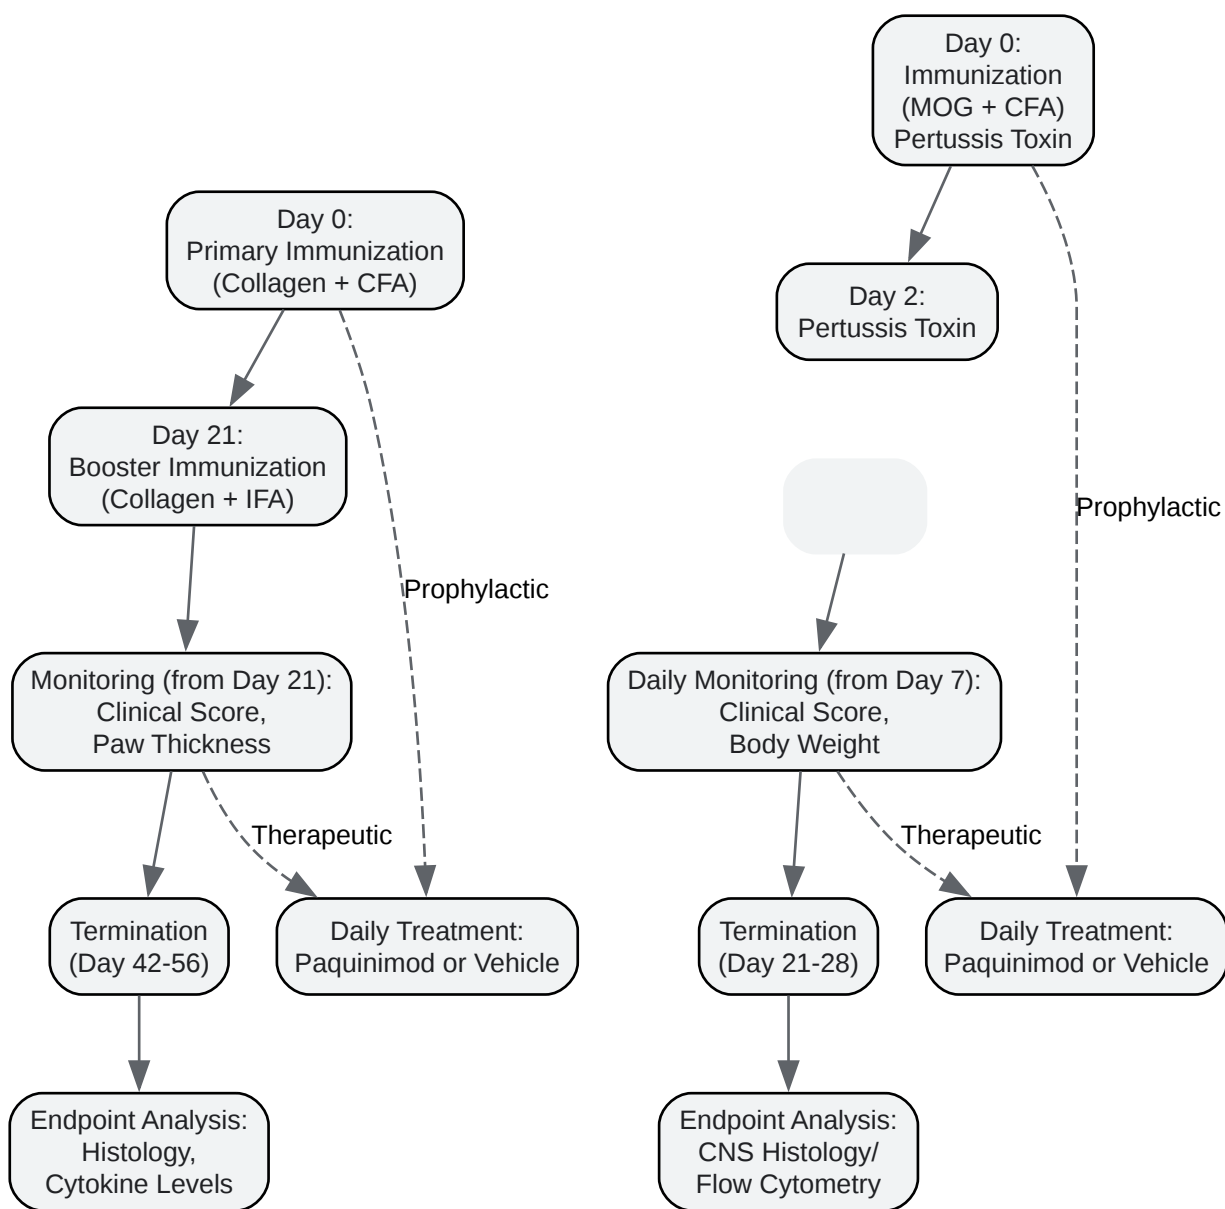 Day 0:
Primary Immunization
(Collagen + CFA)
Day 21:
Booster Immunization
(Collagen + IFA)
Prophylactic
Monitoring (from Day 21):
Clinical Score,
Paw Thickness
Therapeutic
Termination
(Day 42-56)
Daily Treatment:
Paquinimod or Vehicle
Endpoint Analysis:
Histology,
Cytokine Levels
Day 0:
Immunization
(MOG + CFA)
Pertussis Toxin
Day 2:
Pertussis Toxin
Prophylactic
Daily Monitoring (from Day 7):
Clinical Score,
Body Weight
Therapeutic
Termination
(Day 21-28)
Daily Treatment:
Paquinimod or Vehicle
Endpoint Analysis:
CNS Histology/
Flow Cytometry